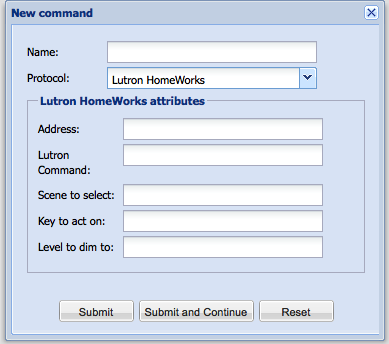 New command
Name:
Protocol: Lutron HomeWorks
Lutron HomeWorks attributes
Address:
Lutron
Command:
Scene to select:
Key to act on:
Level to dim to:
Submit Submit and Continue Reset